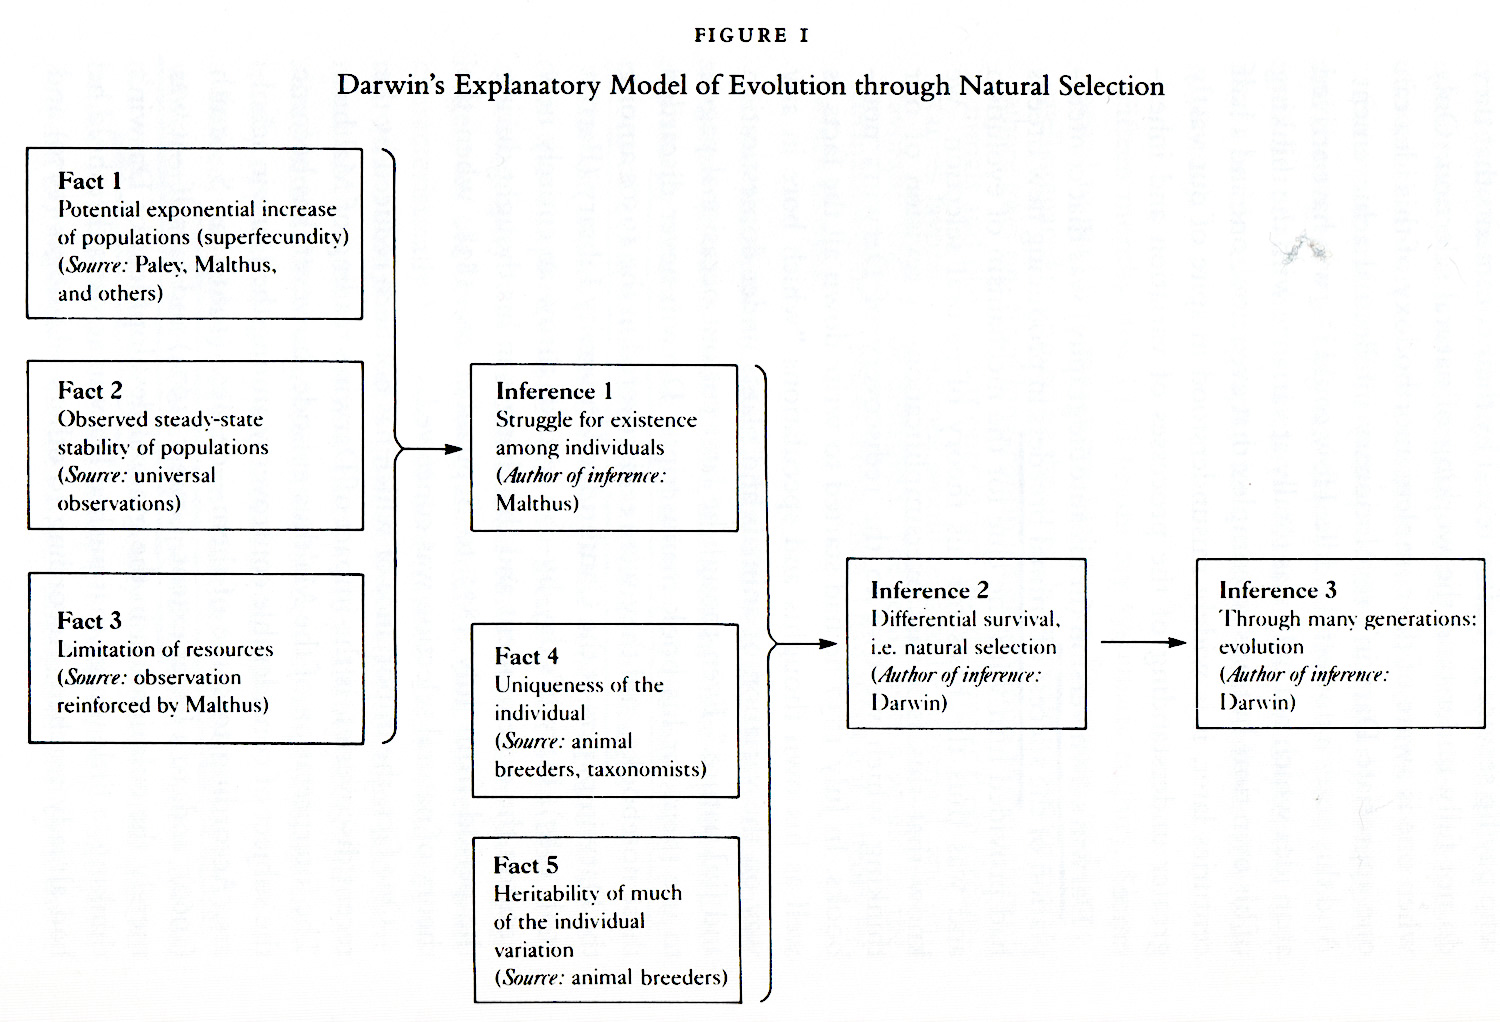 FIGURE I
Darwin's Explanatory Model of Evolution through Natural Selection
Fact 1
Potential exponential increase
of populations (superfecundity)
(Source: Paley, Malthus,
and others)
Fact 2
Observed steady-state
stability of populations
(Source: universal
observations)
Fact 3
Limitation of resources
(Source: observation
reinforced by Malthus)
Inference 1
Struggle for existence
among individuals
(Author of inference:
Malthus)
Fact 4
Uniqueness of the
individual
(Source: animal
breeders, taxonomists)
Fact 5
Heritability of much
of the individual
variation
(Source: animal breeders)
Inference 2
Differential survival,
i.e. natural selection
(Author of inference:
Darwin)
Inference 3
Through many generations:
evolution
(Author of inference:
Darwin)